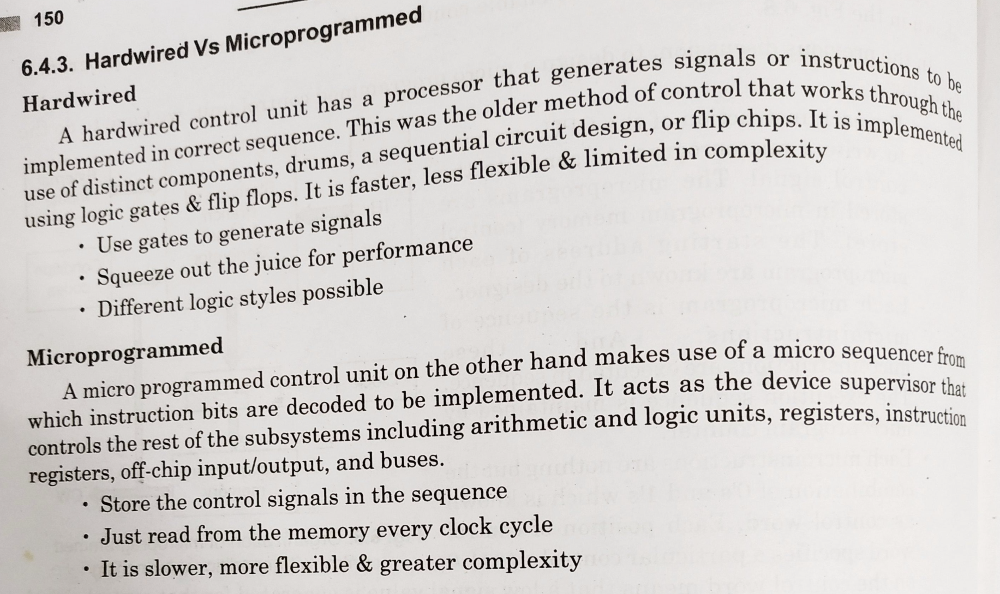 150
6.4.3. Hardwired Vs Microprogrammed
Hardwired
A hardwired control unit has a processor that generates signals or instructions to be
implemented in correct sequence. This was the older method of control that works through the
use of distinct components, drums, a sequential circuit design, or flip chips. It is implemented
using logic gates & flip flops. It is faster, less flexible & limited in complexity
• Use gates to generate signals
• Squeeze out the juice for performance
• Different logic styles possible
Microprogrammed
A micro programmed control unit on the other hand makes use of a micro sequencer from
which instruction bits are decoded to be implemented. It acts as the device supervisor that
controls the rest of the subsystems including arithmetic and logic units, registers, instruction
registers, off-chip input/output, and buses.
• Store the control signals in the sequence
• Just read from the memory every clock cycle
• It is slower, more flexible & greater complexity